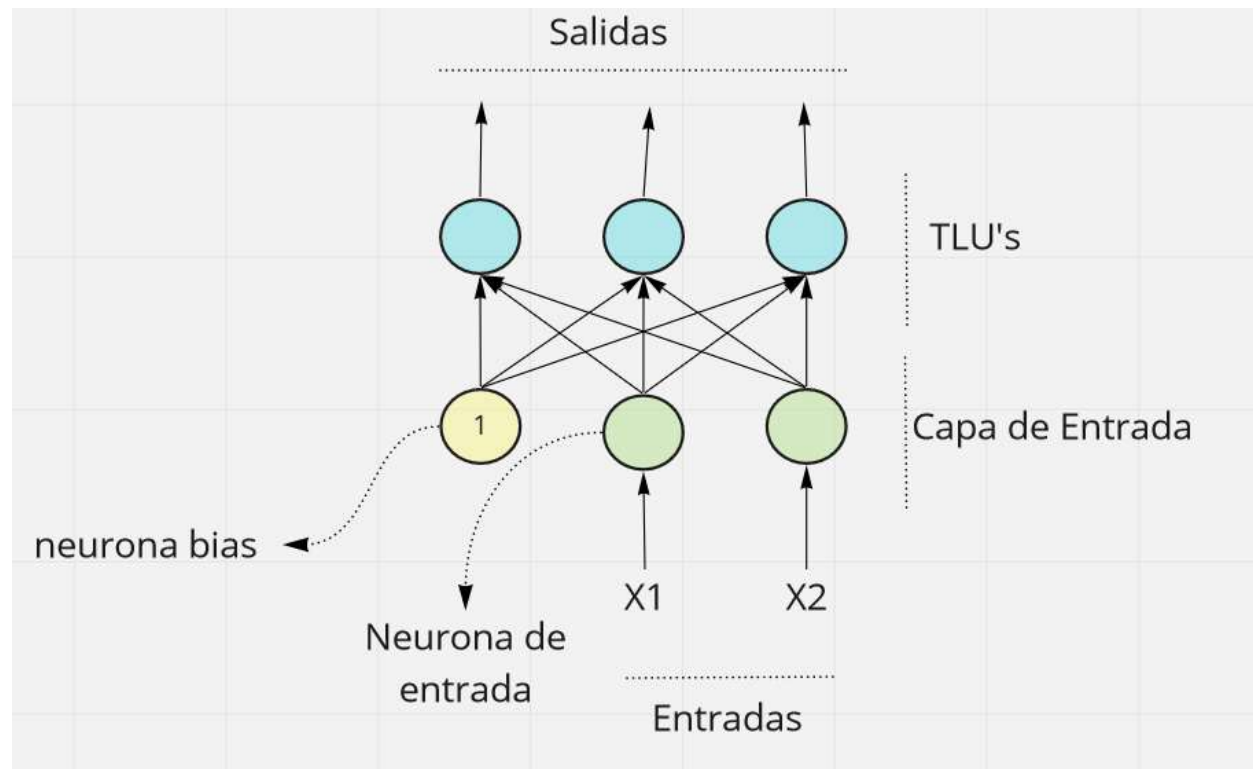 Salidas
TLU's
1
Capa de Entrada
neurona bias
X1
X2
Neurona de
entrada
Entradas